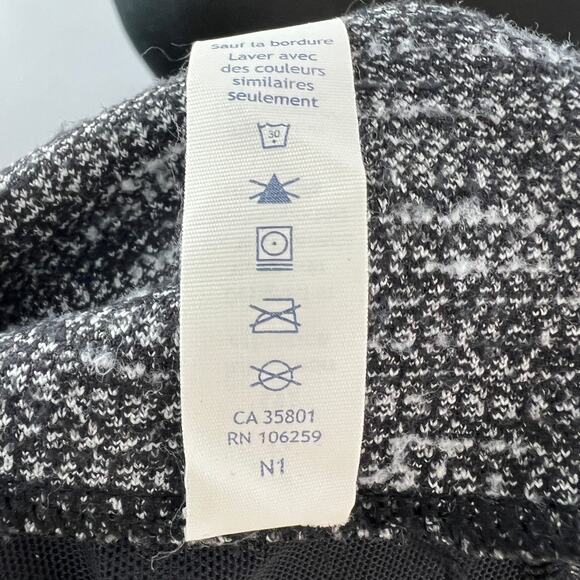 Sauf la bordure
Laver avec
des couleurs
similaires
seulement
30
CA 35801
RN 106259
N1